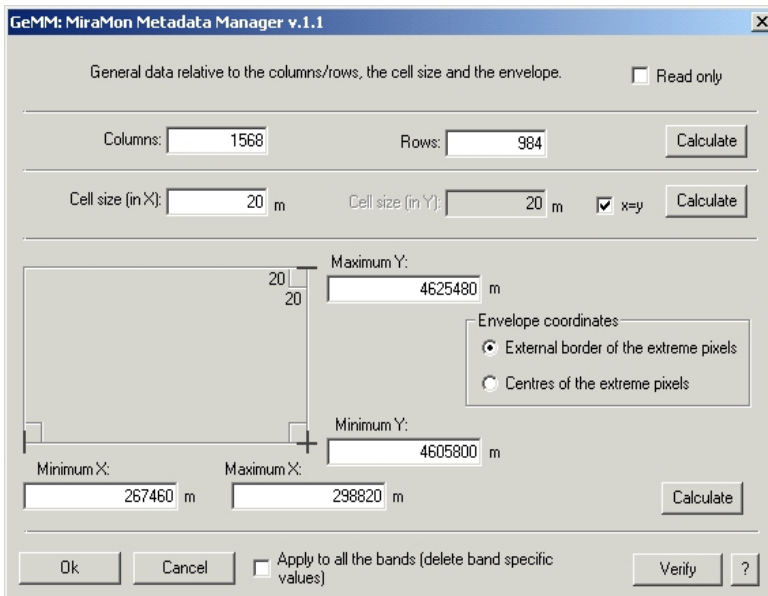 GeMM: MiraMon Metadata Manager v.1.1
General data relative to the columns/rows, the cell size and the envelope.
Read only
Columns: 1568 Rows: 984 Calculate
Cell size (in X): 20 m Cell size (in Y): 20 m x=y Calculate
Maximum Y:
20
4625480 m
20
Envelope coordinates
External border of the extreme pixels
Centres of the extreme pixels
Minimum Y:
4605800 m
Minimum X: Maximum X:
267460 m 298820 m Calculate
Ok Cancel Apply to all the bands (delete band specific
values) Verify ?